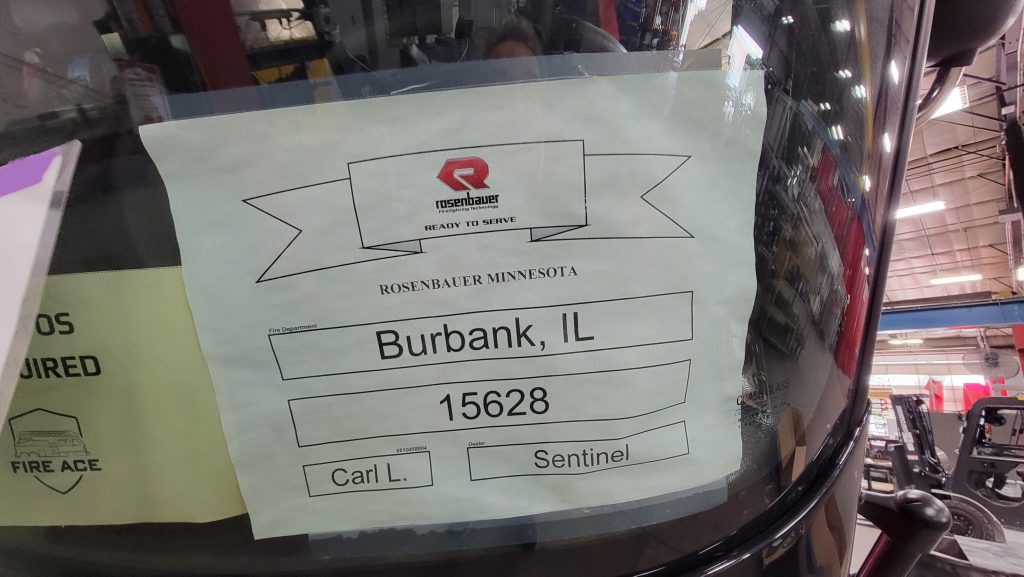 rosenbauer
Firefighting Technology
READY TO SERVE
ROSENBAUER MINNESOTA
Fire Department
Burbank, IL
15628
Carl L.
Dealer
Sentinel
OS
UIRED
FIRE ACE